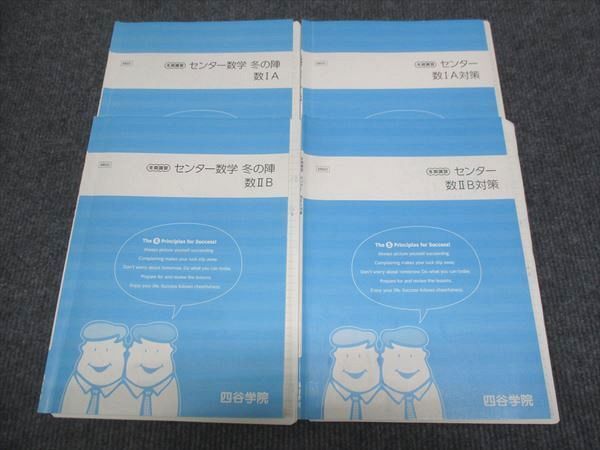 冬期講習 センター数学 冬の陣
数ⅠA
冬期講習 センター
数ⅠA対策
冬期講習 センター数学 冬の陣
数ⅡB
The 5 Principles for Success!
Always picture yourself succeeding.
Complaining makes your luck slip away.
Don't worry about tomorrow. Do what you can today.
Prepare for and review the lessons.
Enjoy your life. Success follows cheerfulness.
四谷学院
冬期講習 センター
数ⅡB対策
The 5 Principles for Success!
Always picture yourself succeeding.
Complaining makes your luck slip away.
Don't worry about tomorrow. Do what you can today.
Prepare for and review the lessons.
Enjoy your life. Success follows cheerfulness.
四谷学院